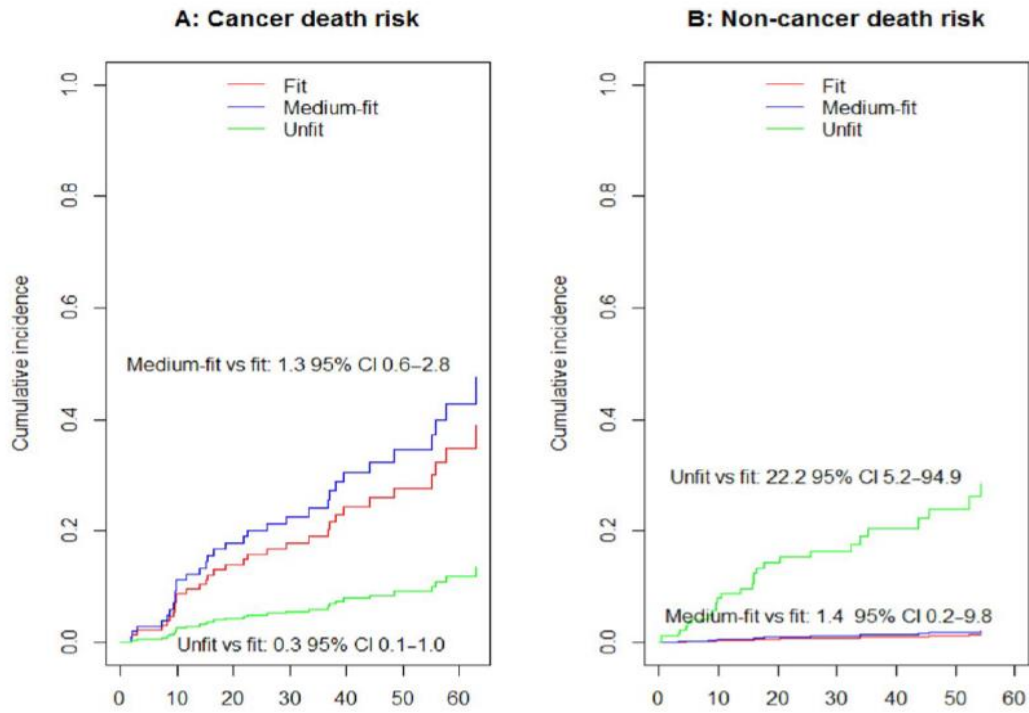 A: Cancer death risk
Fit
Medium-fit
Unfit
Cumulative incidence
1.0
0.8
0.6
0.4
0.2
0.0
Medium-fit vs fit: 1.3 95% CI 0.6–2.8
Unfit vs fit: 0.3 95% CI 0.1–1.0
0 10 20 30 40 50 60
B: Non-cancer death risk
Fit
Medium-fit
Unfit
Cumulative incidence
1.0
0.8
0.6
0.4
0.2
0.0
Unfit vs fit: 22.2 95% CI 5.2–94.9
Medium-fit vs fit: 1.4 95% CI 0.2–9.8
0 10 20 30 40 50 60